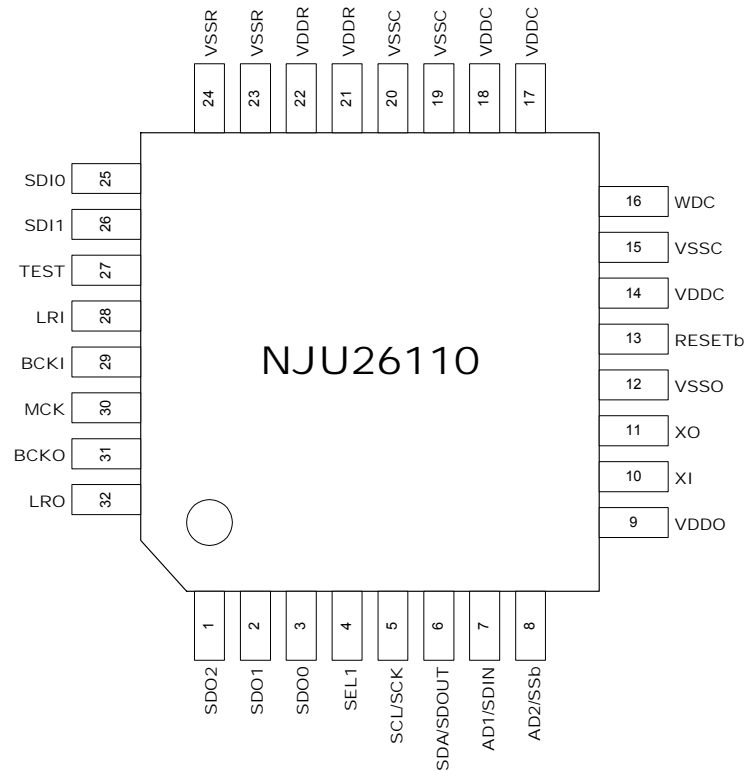 VSSR
VSSR
VDDR
VDDR
VSSC
VSSC
VDDC
VDDC
24
23
22
21
20
19
18
17
SDI0 25
SDI1 26
TEST 27
LRI 28
BCKI 29
MCK 30
BCKO 31
LRO 32
NJU26110
16 WDC
15 VSSC
14 VDDC
13 RESETb
12 VSSO
11 XO
10 XI
9 VDDO
1
2
3
4
5
6
7
8
SDO2
SDO1
SDO0
SEL1
SCL/SCK
SDA/SDOUT
AD1/SDIN
AD2/SSb